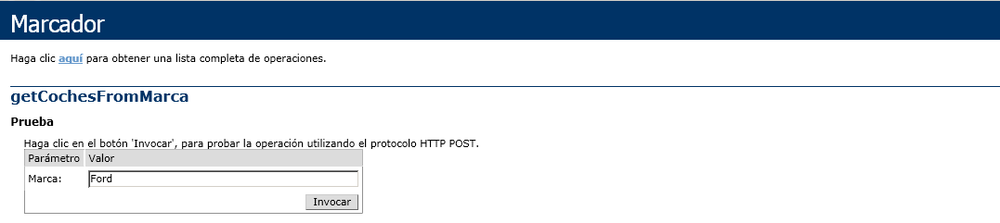 Marcador
Haga clic aquí para obtener una lista completa de operaciones.
getCochesFromMarca
Prueba
Haga clic en el botón 'Invocar', para probar la operación utilizando el protocolo HTTP POST.
Parámetro Valor
Marca: Ford
Invocar